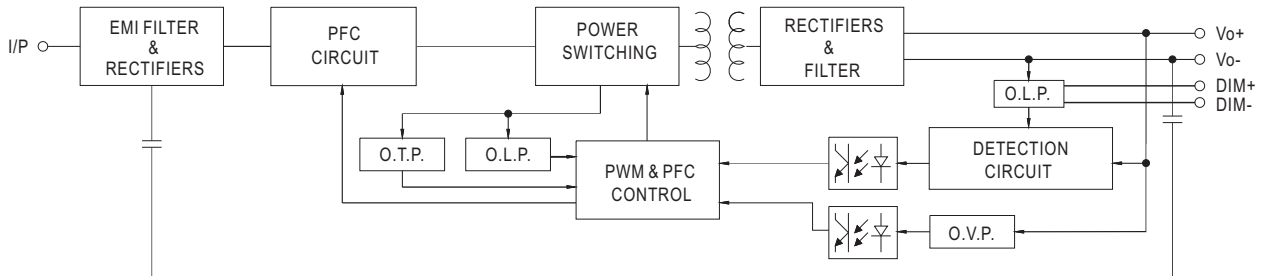 I/P
EMI FILTER
&
RECTIFIERS
PFC
CIRCUIT
POWER
SWITCHING
RECTIFIERS
&
FILTER
Vo+
Vo-
DIM+
DIM-
O.L.P.
O.T.P.
O.L.P.
PWM & PFC
CONTROL
DETECTION
CIRCUIT
O.V.P.